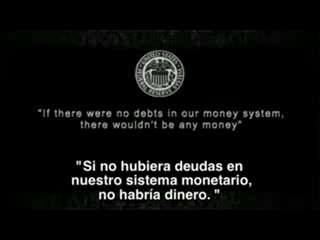 "If there were no debts in our money system,
there wouldn't be any money"
"Si no hubiera deudas en
nuestro sistema monetario,
no habría dinero."